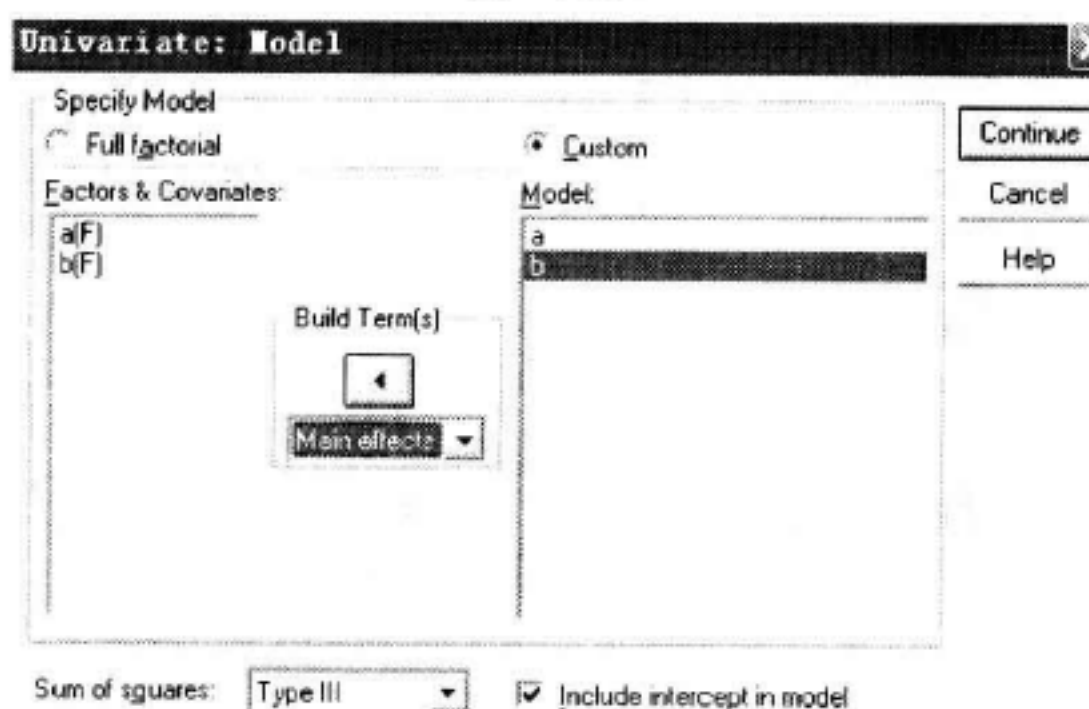 Univariate: Model
Specify Model
Full factorial
Custom
Continue
Factors & Covariates:
Model:
Cancel
a(F)
b(F)
a
b
Help
Build Term(s)
Main effects
Sum of squares:
Type III
Include intercept in model